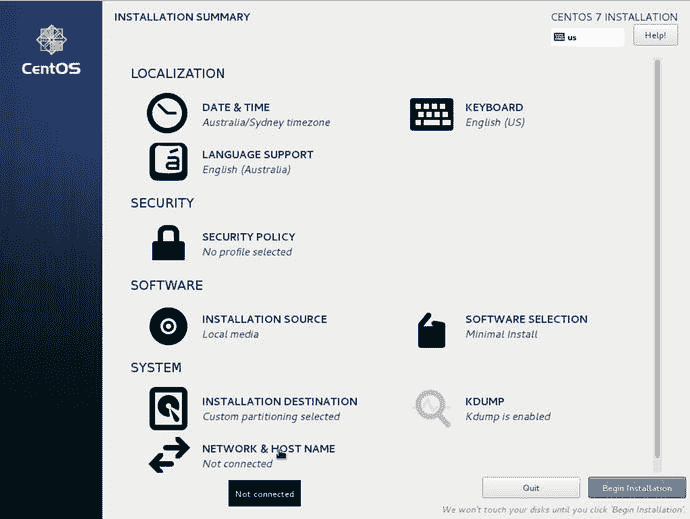 INSTALLATION SUMMARY
CENTOS 7 INSTALLATION
us
Help!
CentOS
LOCALIZATION
DATE & TIME
Australia/Sydney timezone
KEYBOARD
English (US)
á
LANGUAGE SUPPORT
English (Australia)
SECURITY
SECURITY POLICY
No profile selected
SOFTWARE
INSTALLATION SOURCE
Local media
SOFTWARE SELECTION
Minimal Install
SYSTEM
INSTALLATION DESTINATION
Custom partitioning selected
KDUMP
Kdump is enabled
NETWORK & HOST NAME
Not connected
Not connected
Quit
Begin Installation
We won't touch your disks until you click 'Begin Installation'.